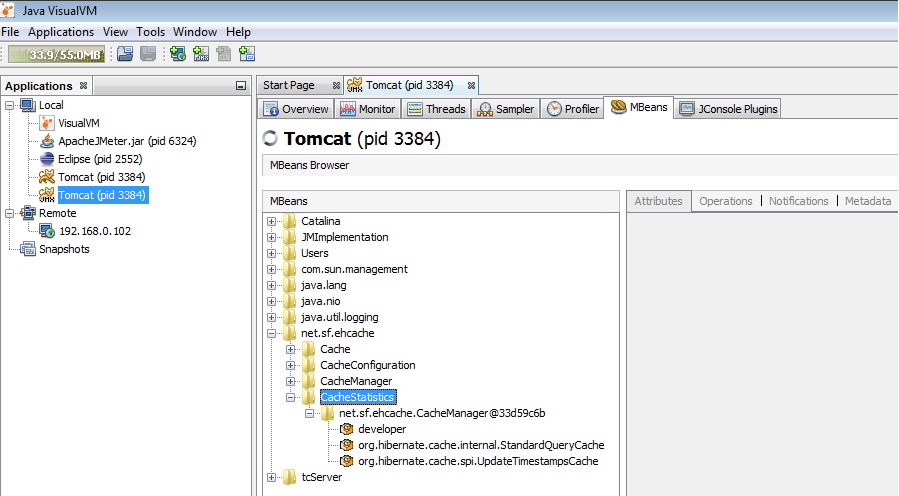 Java VisualVM
File Applications View Tools Window Help
33.9/55.0MB
Applications
Local
VisualVM
ApacheJMeter.jar (pid 6324)
Eclipse (pid 2552)
Tomcat (pid 3384)
JMX Tomcat (pid 3384)
Remote
192.168.0.102
Snapshots
Start Page JMX Tomcat (pid 3384)
Overview Monitor Threads Sampler Profiler MBeans JConsole Plugins
Tomcat (pid 3384)
MBeans Browser
MBeans
Catalina
JMImplementation
Users
com.sun.management
java.lang
java.nio
java.util.logging
net.sf.ehcache
Cache
CacheConfiguration
CacheManager
CacheStatistics
net.sf.ehcache.CacheManager@33d59c6b
developer
org.hibernate.cache.internal.StandardQueryCache
org.hibernate.cache.spi.UpdateTimestampsCache
tcServer
Attributes Operations Notifications Metadata